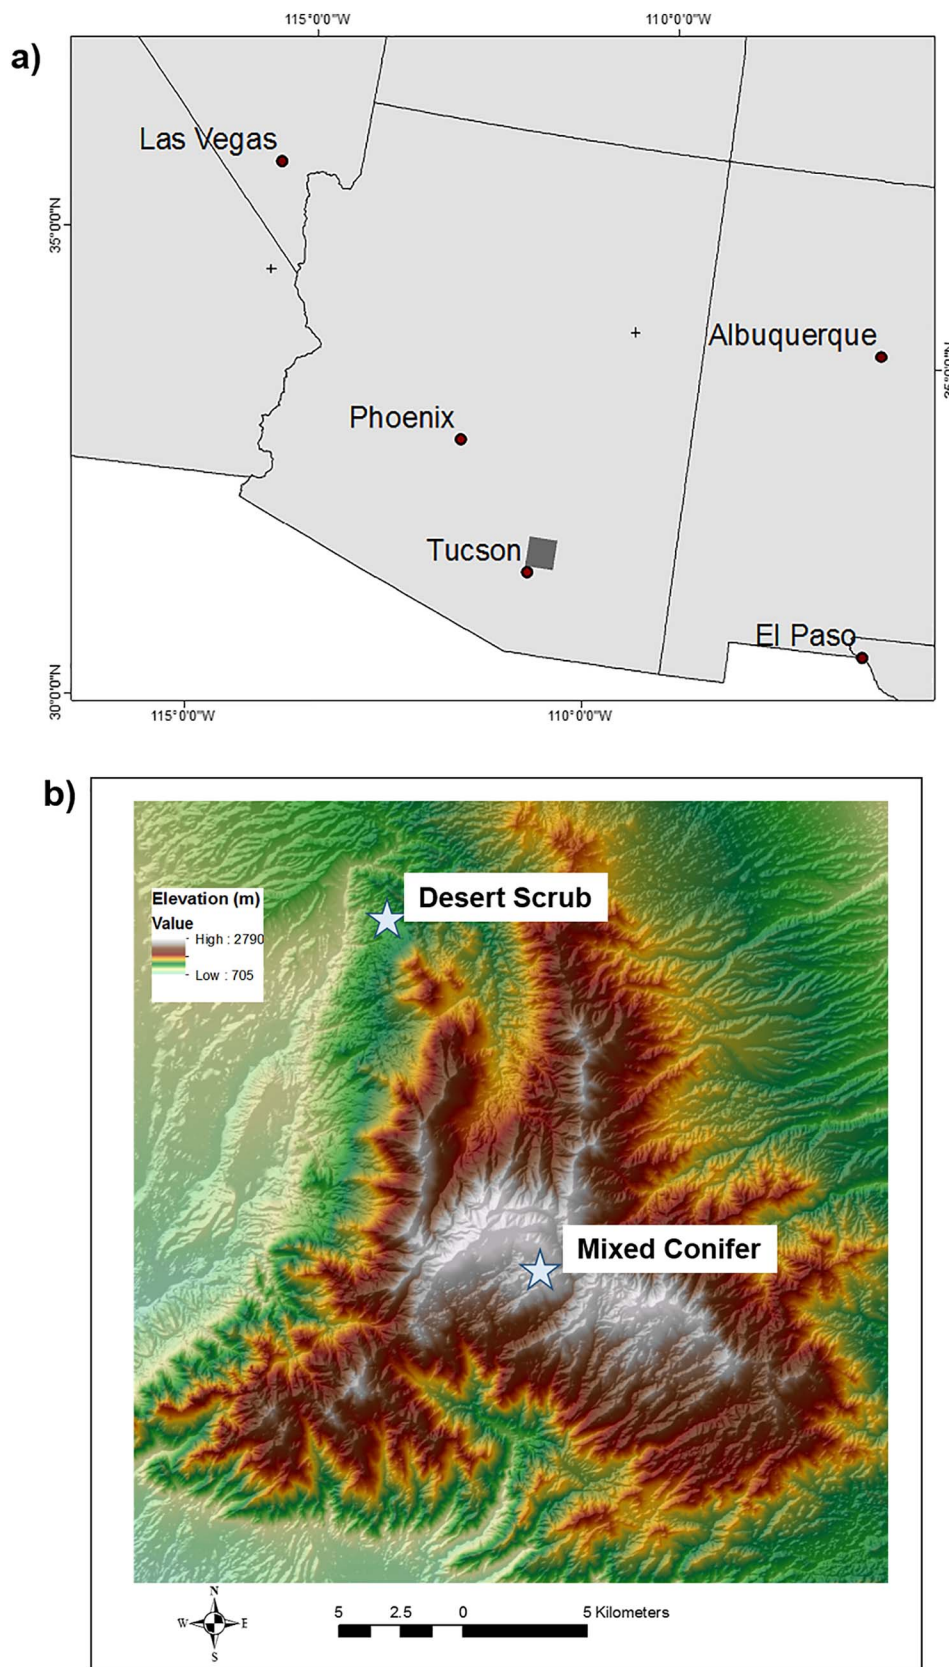 115°0'0"W 110°0'0"W
a)
Las Vegas
35°0'0"N
Albuquerque
Phoenix
Tucson
El Paso
30°0'0"N
115°0'0"W 110°0'0"W
b)
Elevation (m)
Value
High : 2790
Low : 705
Desert Scrub
Mixed Conifer
N
W E
S
5 2.5 0 5 Kilometers